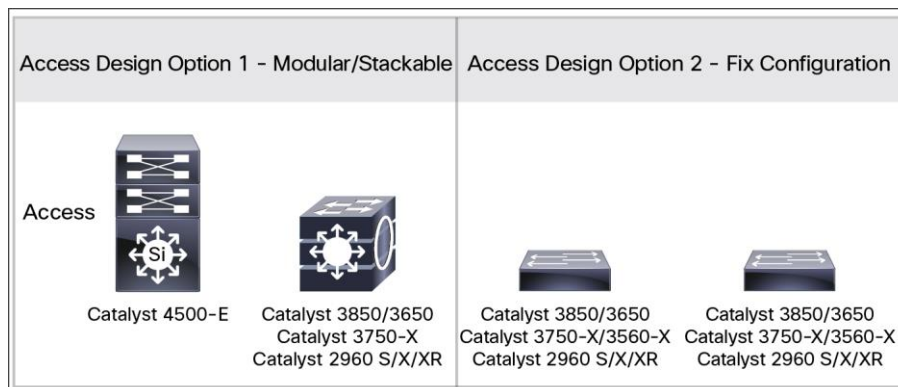 Access Design Option 1 - Modular/Stackable
Access Design Option 2 - Fix Configuration
Access
Si
Catalyst 4500-E
Catalyst 3850/3650
Catalyst 3750-X
Catalyst 2960 S/X/XR
Catalyst 3850/3650
Catalyst 3750-X/3560-X
Catalyst 2960 S/X/XR
Catalyst 3850/3650
Catalyst 3750-X/3560-X
Catalyst 2960 S/X/XR